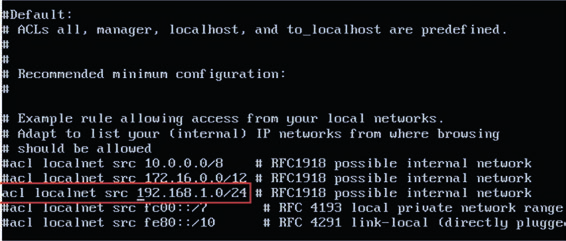 #Default:
# ACLs all, manager, localhost, and to_localhost are predefined.
#
#
# Recommended minimum configuration:
#

# Example rule allowing access from your local networks.
# Adapt to list your (internal) IP networks from where browsing
# should be allowed
#acl localnet src 10.0.0.0/8 # RFC1918 possible internal network
#acl localnet src 172.16.0.0/12 # RFC1918 possible internal network
acl localnet src 192.168.1.0/24 # RFC1918 possible internal network
#acl localnet src fc00::/7 # RFC 4193 local private network range
#acl localnet src fe80::/10 # RFC 4291 link-local (directly plugge